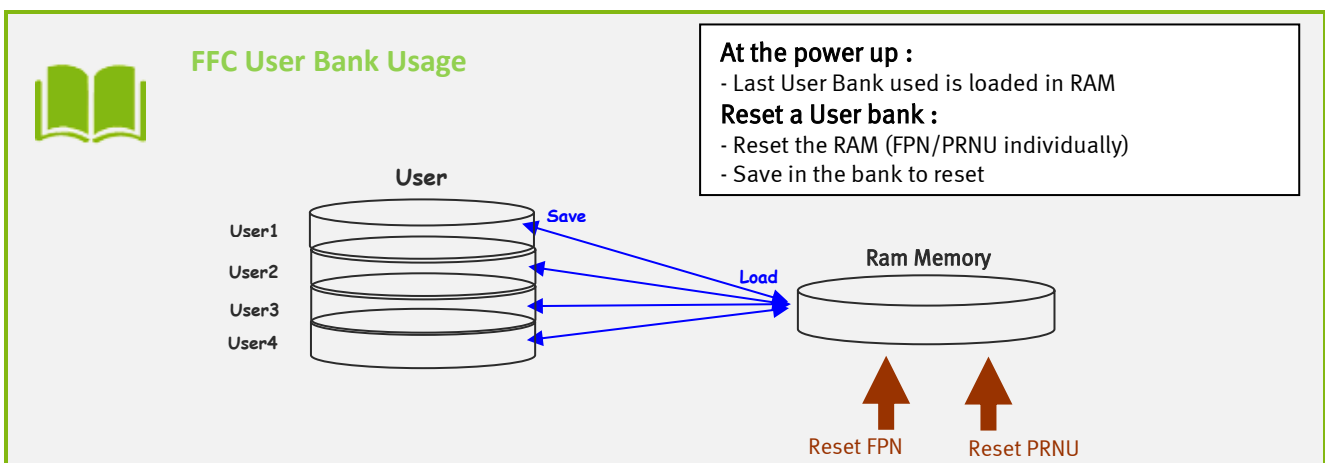 FFC User Bank Usage
At the power up :
- Last User Bank used is loaded in RAM
Reset a User bank :
- Reset the RAM (FPN/PRNU individually)
- Save in the bank to reset
User
User1
User2
User3
User4
Save
Load
Ram Memory
Reset FPN
Reset PRNU